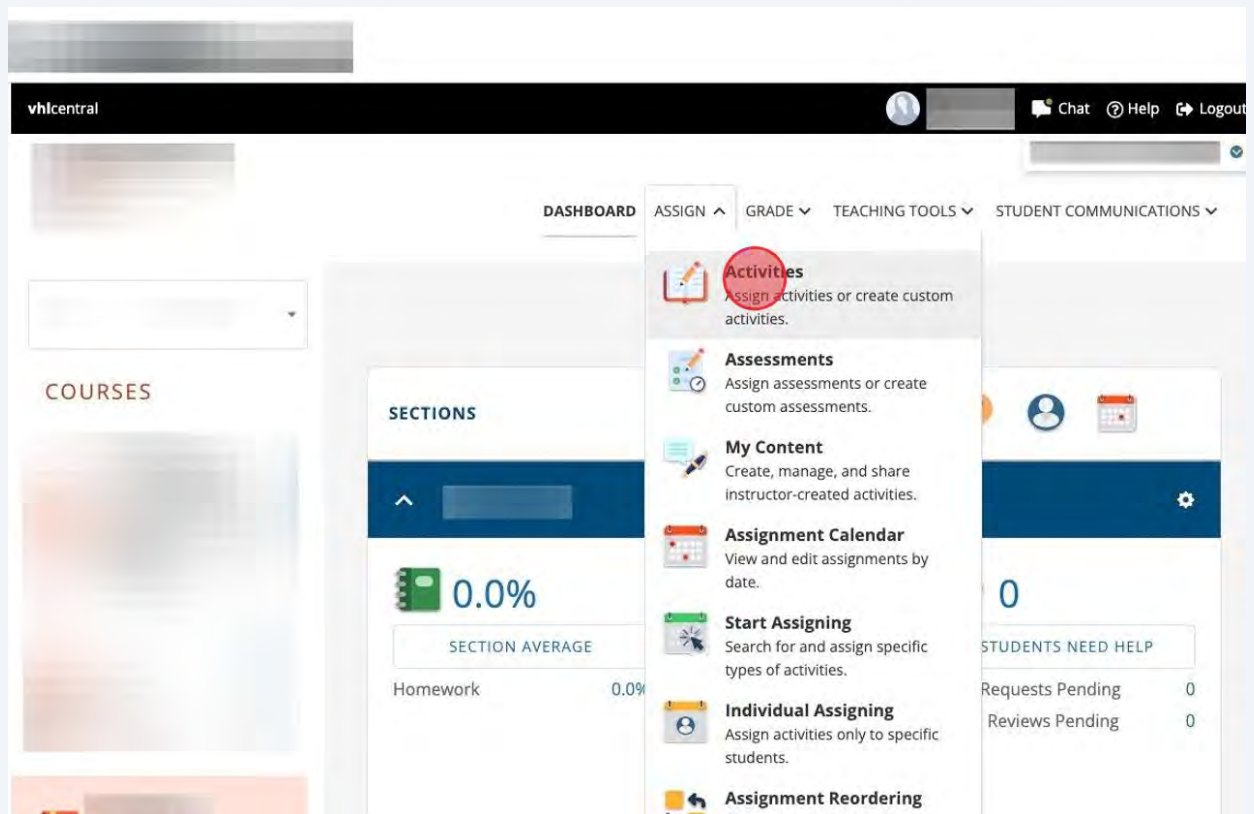 vhlcentral
Chat Help Logout
DASHBOARD ASSIGN GRADE TEACHING TOOLS STUDENT COMMUNICATIONS
Activities
Assign activities or create custom
activities.
Assessments
Assign assessments or create
custom assessments.
My Content
Create, manage, and share
instructor-created activities.
Assignment Calendar
View and edit assignments by
date.
Start Assigning
Search for and assign specific
types of activities.
Individual Assigning
Assign activities only to specific
students.
Assignment Reordering
COURSES
SECTIONS
0.0%
SECTION AVERAGE
Homework 0.0%
0
STUDENTS NEED HELP
Requests Pending 0
Reviews Pending 0